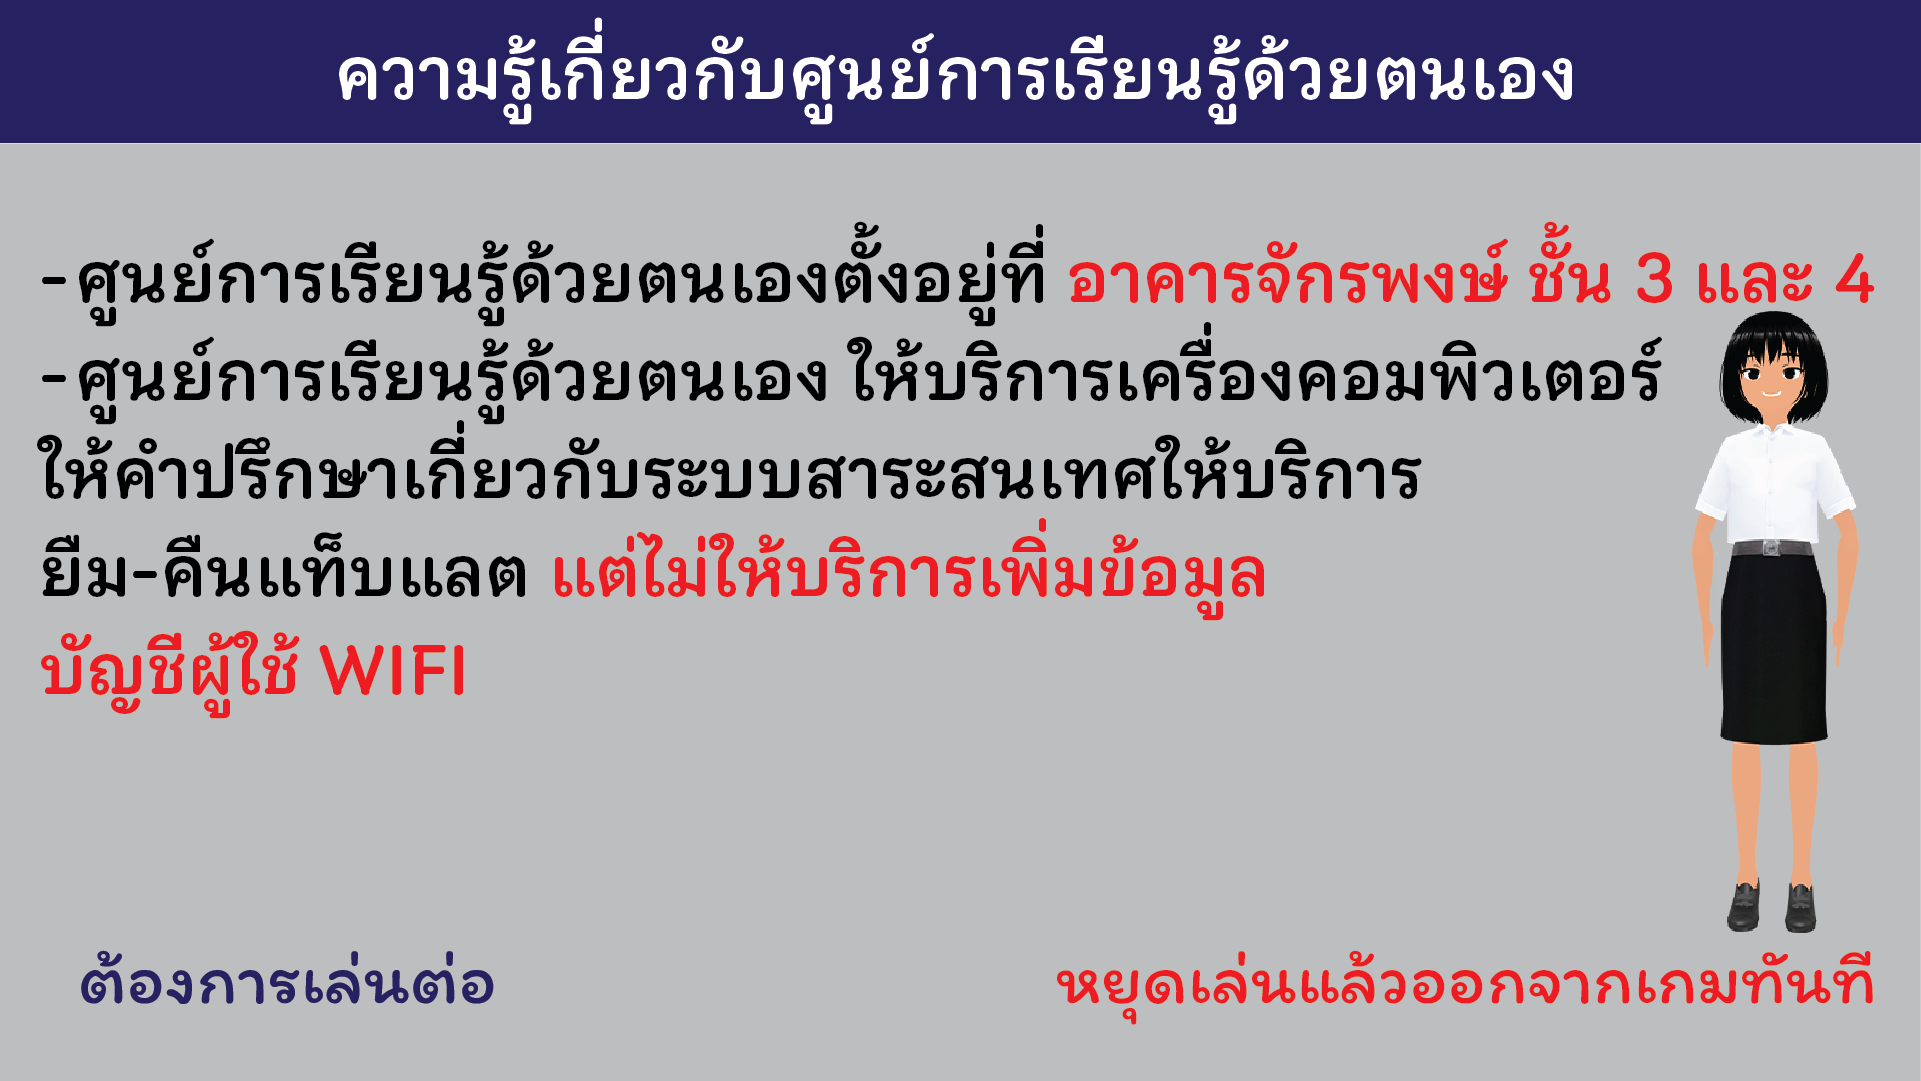 ความรู้เกี่ยวกับศูนย์การเรียนรู้ด้วยตนเอง
-ศูนย์การเรียนรู้ด้วยตนเองตั้งอยู่ที่ อาคารจักรพงษ์ ชั้น 3 และ 4
-ศูนย์การเรียนรู้ด้วยตนเอง ให้บริการเครื่องคอมพิวเตอร์
ให้คำปรึกษาเกี่ยวกับระบบสาระสนเทศให้บริการ
ยืม-คืนแท็บแลต แต่ไม่ให้บริการเพิ่มข้อมูล
บัญชีผู้ใช้ WIFI
ต้องการเล่นต่อ
หยุดเล่นแล้วออกจากเกมทันที